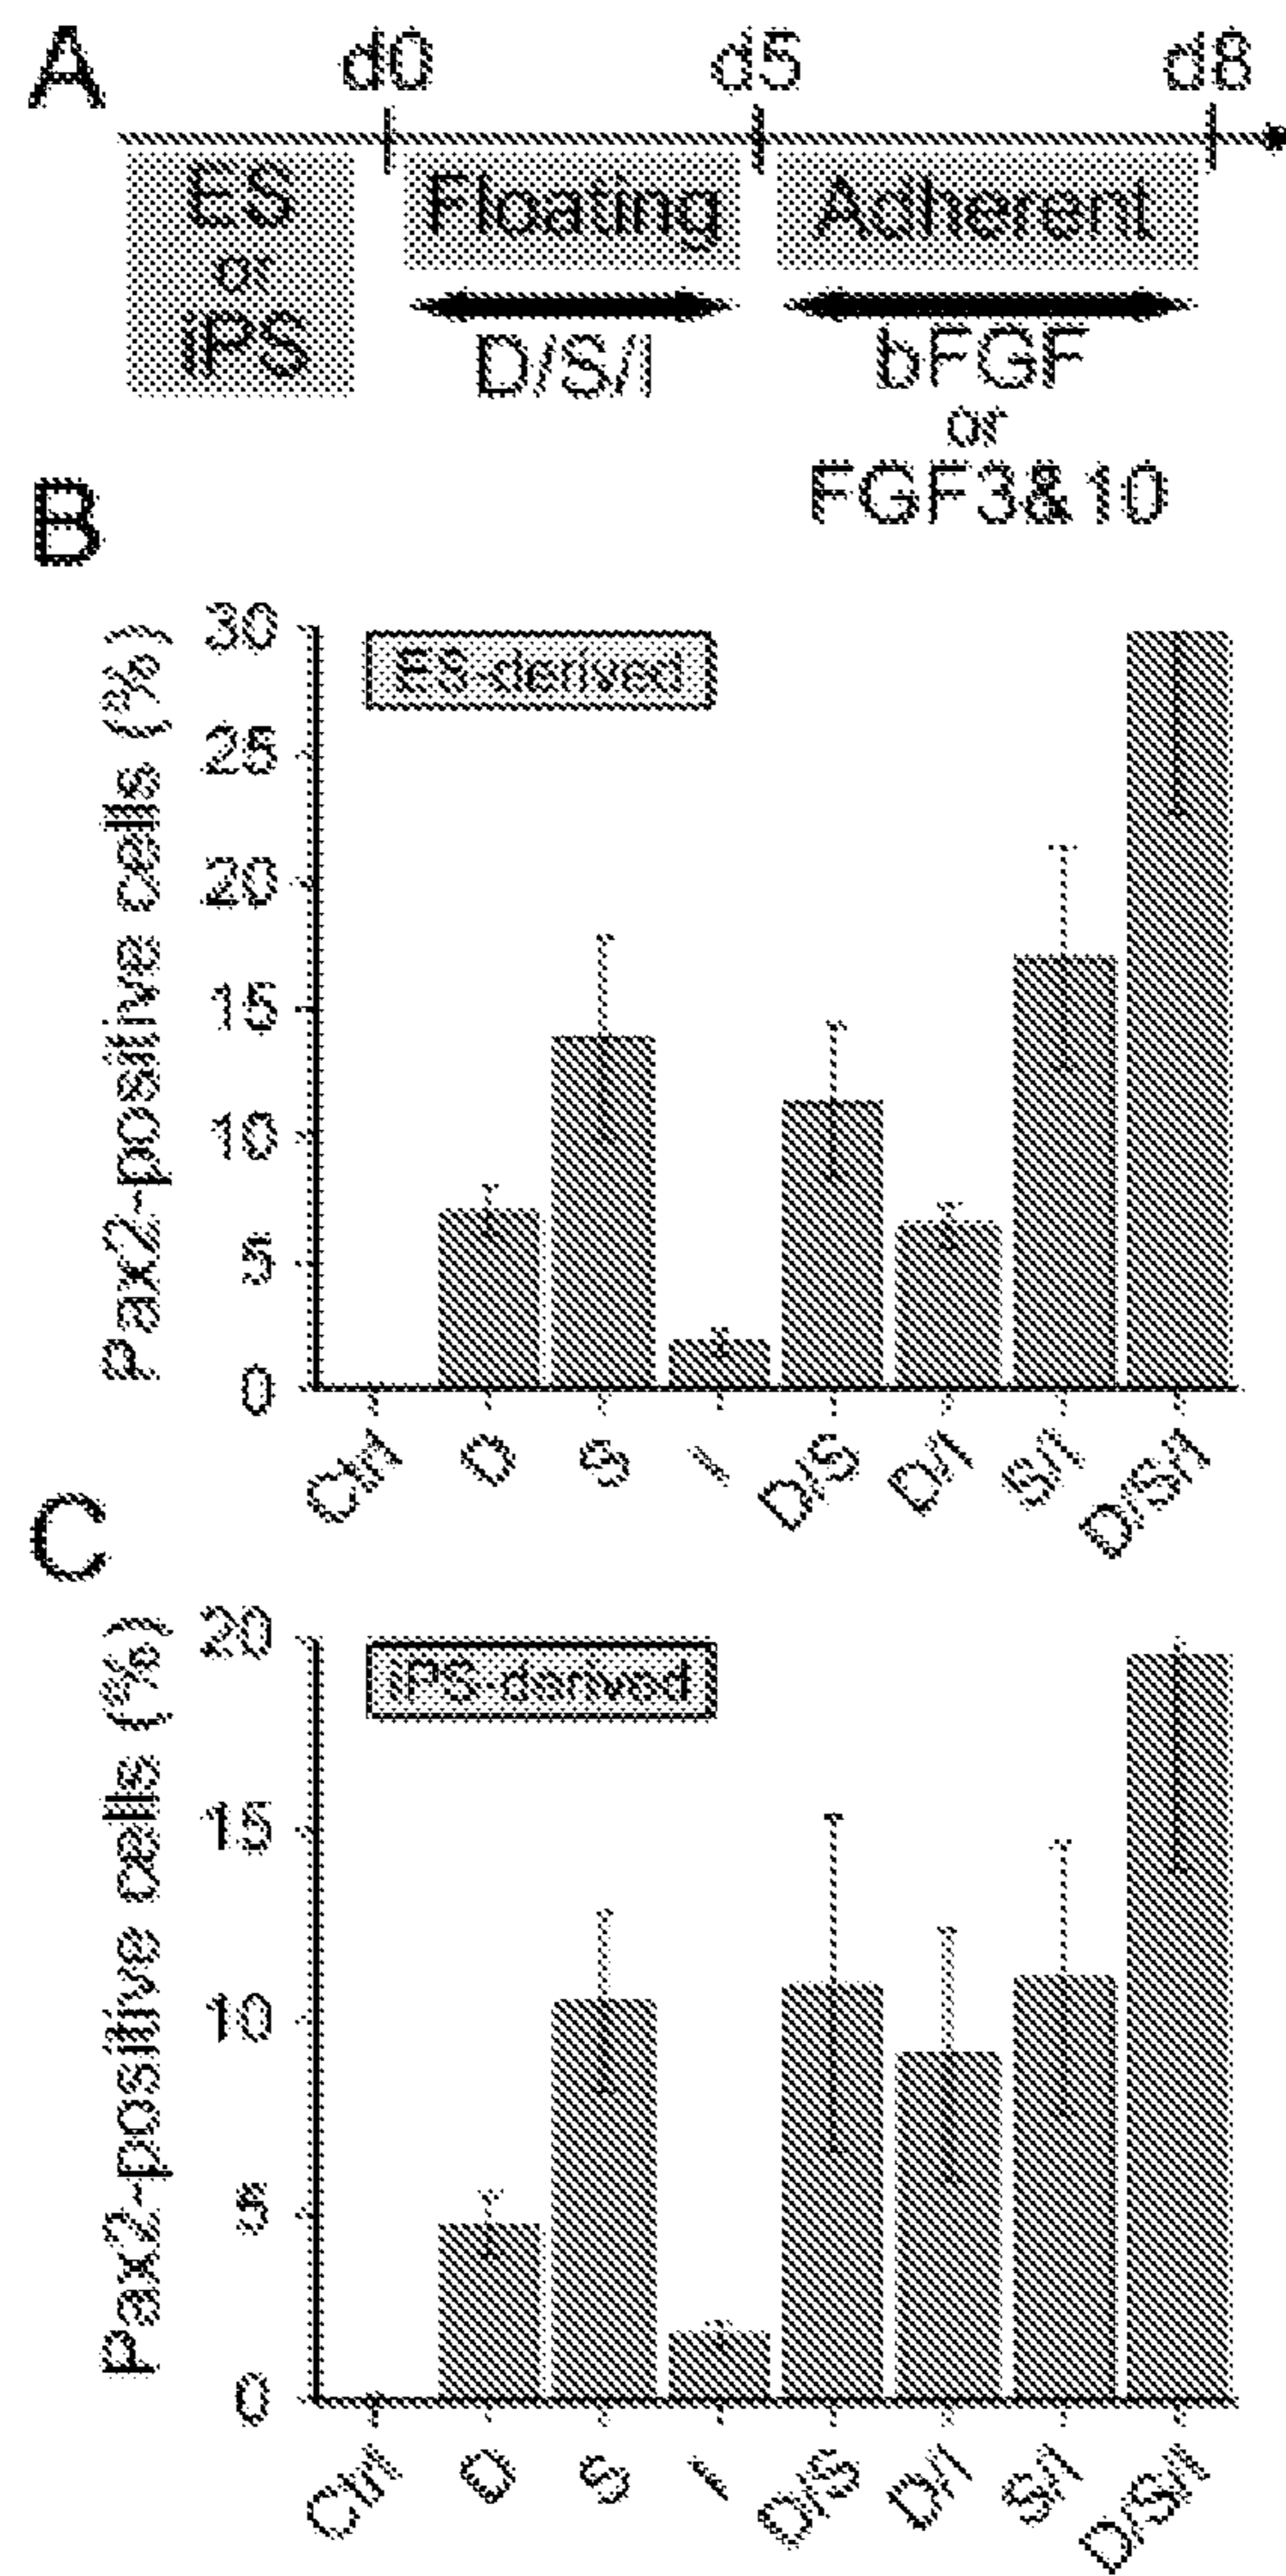 A
d0 d5 d8
ES
or
iPS
Floating
D/S/I
Adherent
bFGF
or
FGF3&10
B
Pax2-positive cells (%)
30
25
20
15
10
5
0
ES-derived
Ctrl D S I D/S D/I S/I D/S/I
C
Pax2-positive cells (%)
20
15
10
5
0
iPS-derived
Ctrl D S I D/S D/I S/I D/S/I